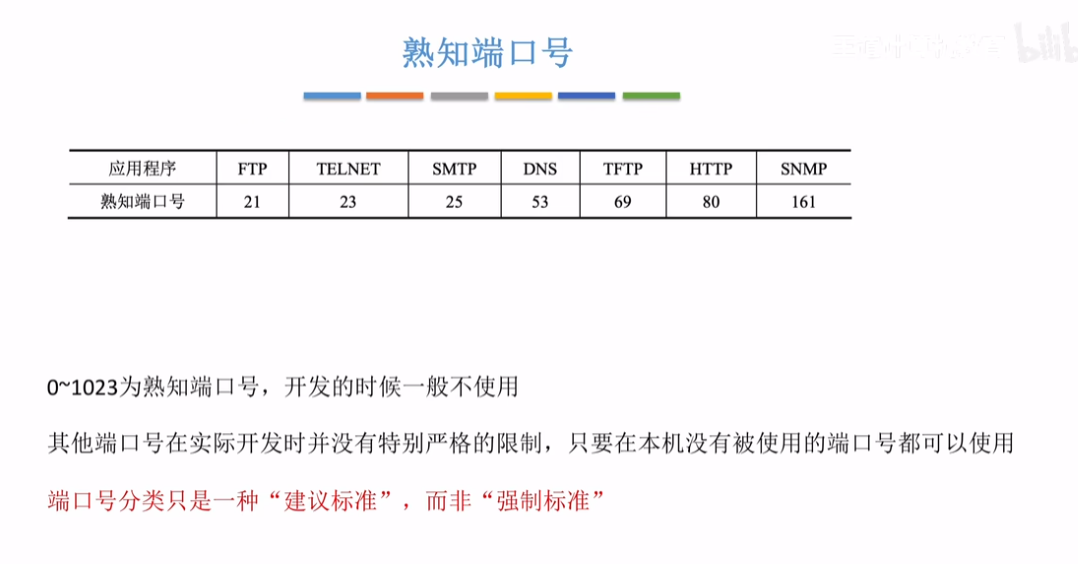 熟知端口号
应用程序 FTP TELNET SMTP DNS TFTP HTTP SNMP
熟知端口号 21 23 25 53 69 80 161
0~1023为熟知端口号，开发的时候一般不使用
其他端口号在实际开发时并没有特别严格的限制，只要在本机没有被使用的端口号都可以使用
端口号分类只是一种“建议标准”，而非“强制标准”